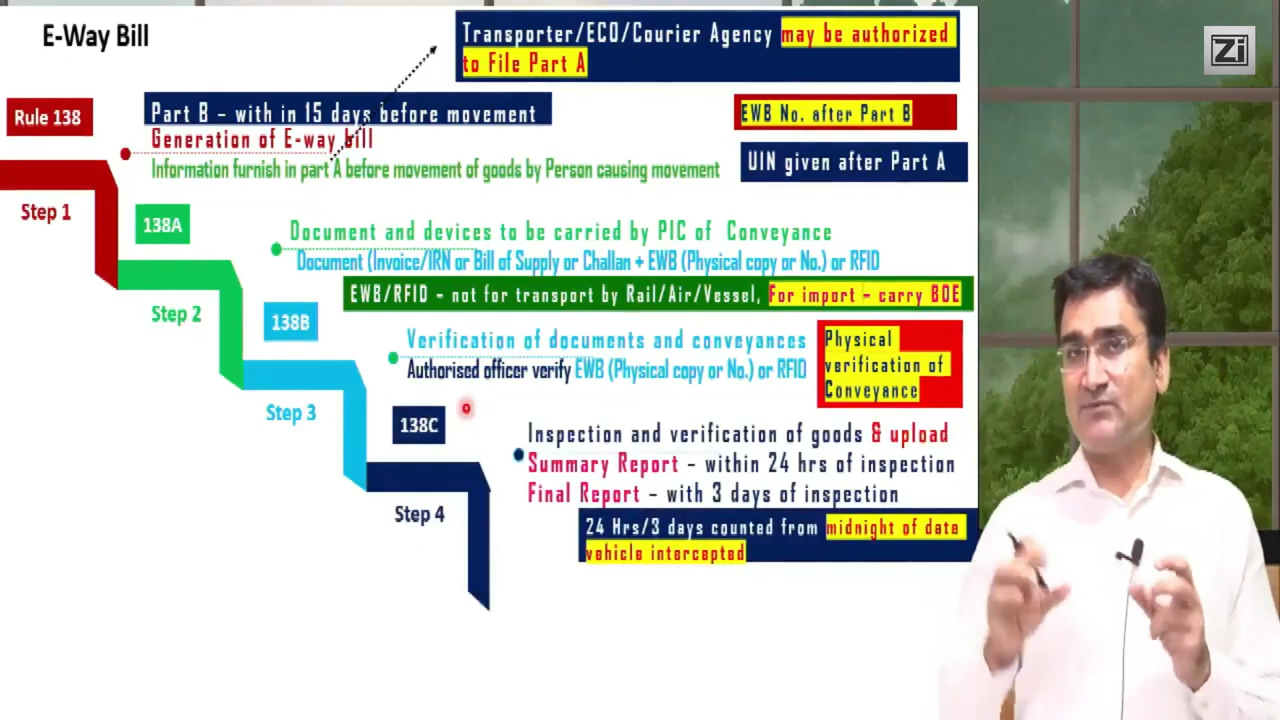 E-Way Bill
Transporter/ECO/Courier Agency may be authorized
to File Part A
Zi
Rule 138
Part B – with in 15 days before movement
EWB No. after Part B
Generation of E-way bill
Information furnish in part A before movement of goods by Person causing movement
UIN given after Part A
Step 1
138A
Document and devices to be carried by PIC of Conveyance
Document (Invoice/IRN or Bill of Supply or Challan + EWB (Physical copy or No.) or RFID
EWB/RFID – not for transport by Rail/Air/Vessel, For import – carry BOE
Step 2
138B
Verification of documents and conveyances
Authorised officer verify EWB (Physical copy or No.) or RFID
Physical
verification of
Conveyance
Step 3
138C
Inspection and verification of goods & upload
Summary Report – within 24 hrs of inspection
Final Report – with 3 days of inspection
Step 4
24 Hrs/3 days counted from midnight of date
vehicle intercepted